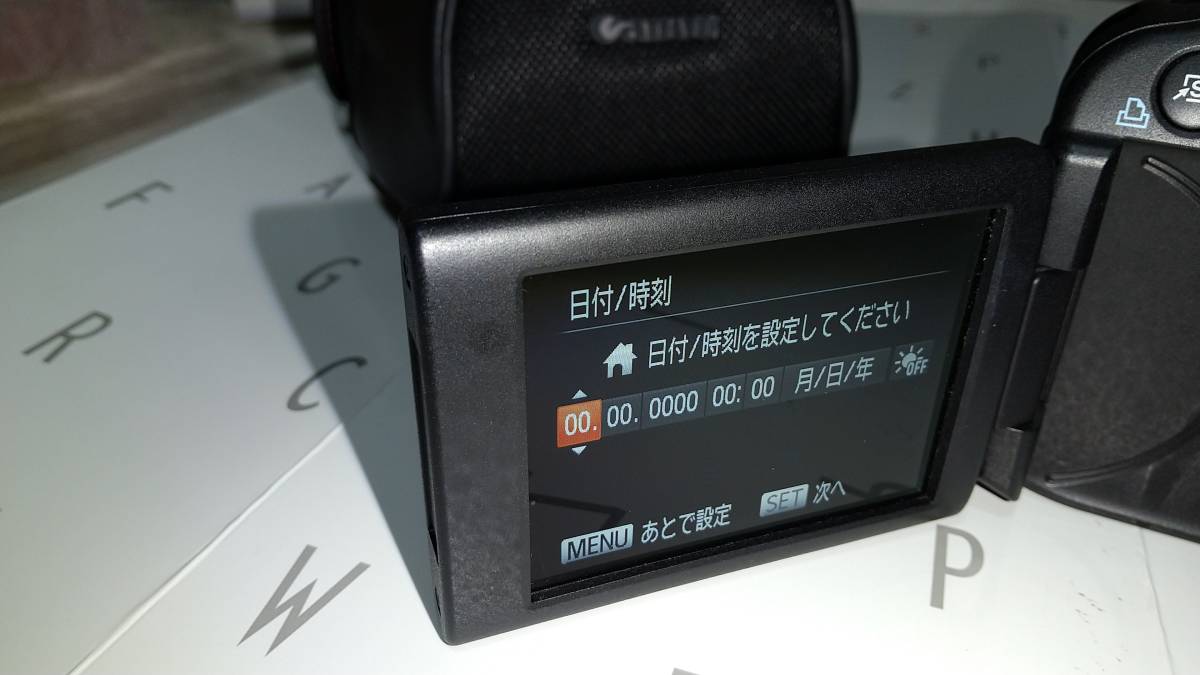 日付/時刻
日付/時刻を設定してください
00. 00. 0000 00: 00 月/日/年 OFF
MENU あとで設定 SET 次へ
F
A
G
R
C
W
P